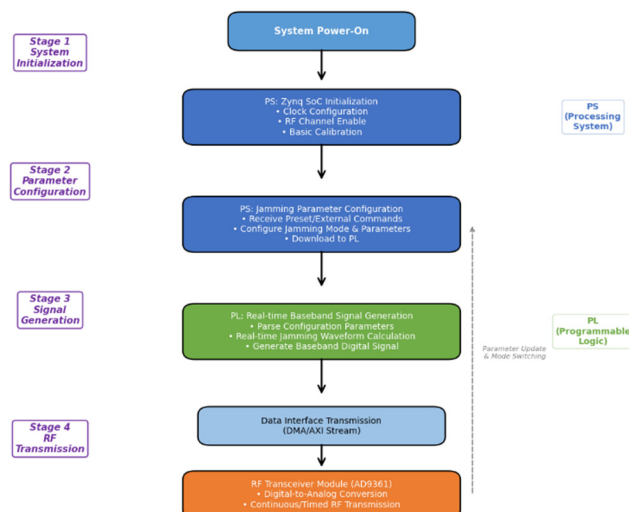 System Power-On
Stage 1
System
Initialization
PS: Zynq SoC Initialization
• Clock Configuration
• RF Channel Enable
• Basic Calibration
PS
(Processing
System)
Stage 2
Parameter
Configuration
PS: Jamming Parameter Configuration
• Receive Preset/External Commands
• Configure Jamming Mode & Parameters
• Download to PL
Stage 3
Signal
Generation
PL: Real-time Baseband Signal Generation
• Parse Configuration Parameters
• Real-time Jamming Waveform Calculation
• Generate Baseband Digital Signal
PL
(Programmable
Logic)
Parameter Update
& Mode Switching
Stage 4
RF
Transmission
Data Interface Transmission
(DMA/AXI Stream)
RF Transceiver Module (AD9361)
• Digital-to-Analog Conversion
• Continuous/Timed RF Transmission